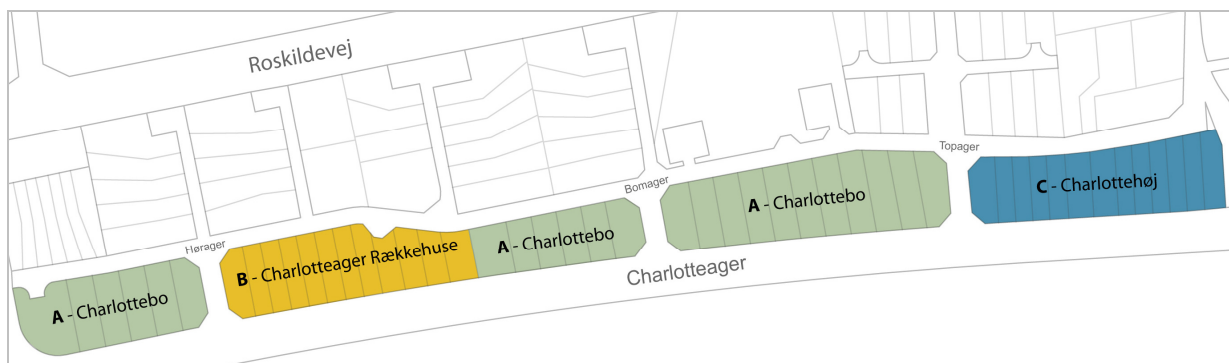 Roskildevej
Topager
C - Charlottehøj
Bomager
A - Charlottebo
A - Charlottebo
Hørager
B - Charlotteager Rækkehuse
Charlotteager
A - Charlottebo